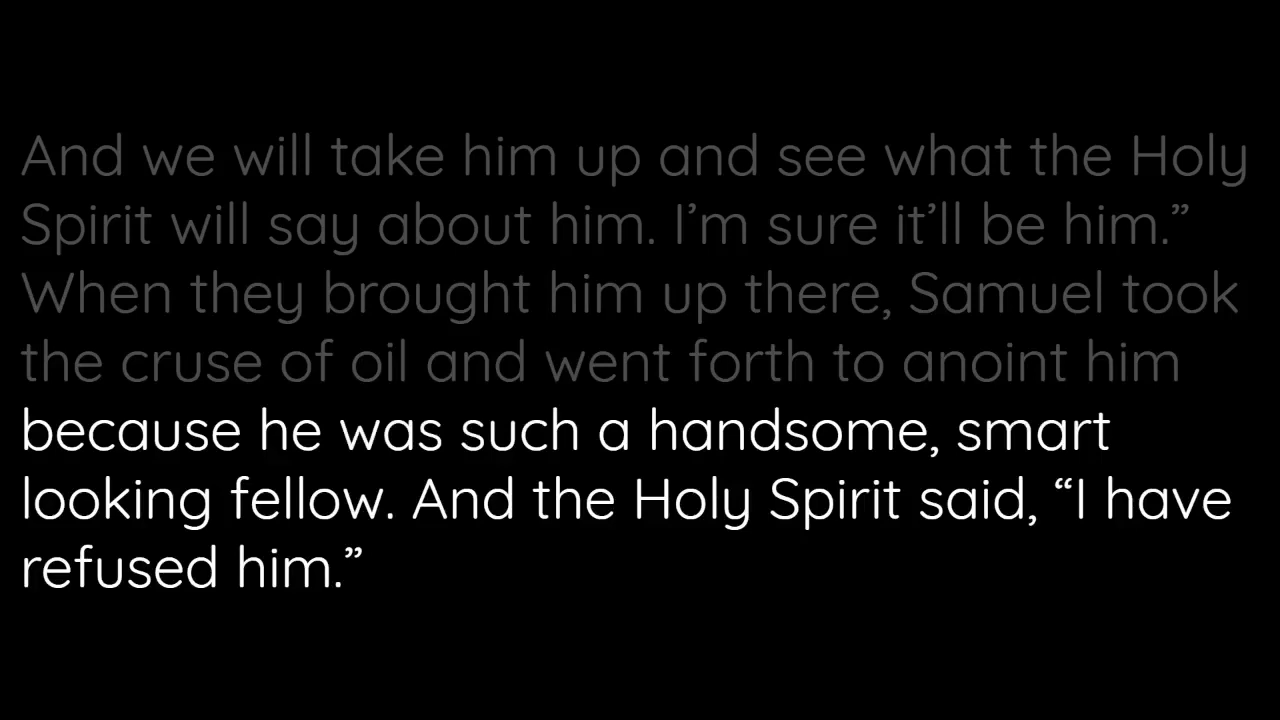 And we will take him up and see what the Holy
Spirit will say about him. I’m sure it’ll be him.”
When they brought him up there, Samuel took
the cruse of oil and went forth to anoint him
because he was such a handsome, smart
looking fellow. And the Holy Spirit said, “I have
refused him.”